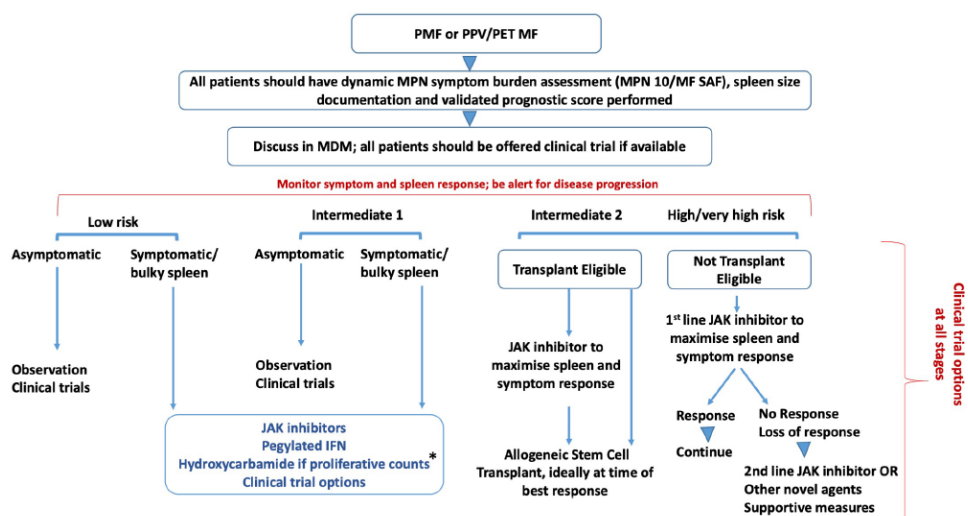 PMF or PPV/PET MF
All patients should have dynamic MPN symptom burden assessment (MPN 10/MF SAF), spleen size
documentation and validated prognostic score performed
Discuss in MDM; all patients should be offered clinical trial if available
Monitor symptom and spleen response; be alert for disease progression
Low risk
Asymptomatic
Symptomatic/
bulky spleen
Observation
Clinical trials
Intermediate 1
Asymptomatic
Symptomatic/
bulky spleen
Observation
Clinical trials
JAK inhibitors
Pegylated IFN
Hydroxycarbamide if proliferative counts*
Clinical trial options
Intermediate 2
High/very high risk
Transplant Eligible
JAK inhibitor to
maximise spleen and
symptom response
Allogeneic Stem Cell
Transplant, ideally at time of
best response
Not Transplant
Eligible
1st line JAK inhibitor to
maximise spleen and
symptom response
Response
Continue
No Response
Loss of response
2nd line JAK inhibitor OR
Other novel agents
Supportive measures
Clinical trial options
at all stages